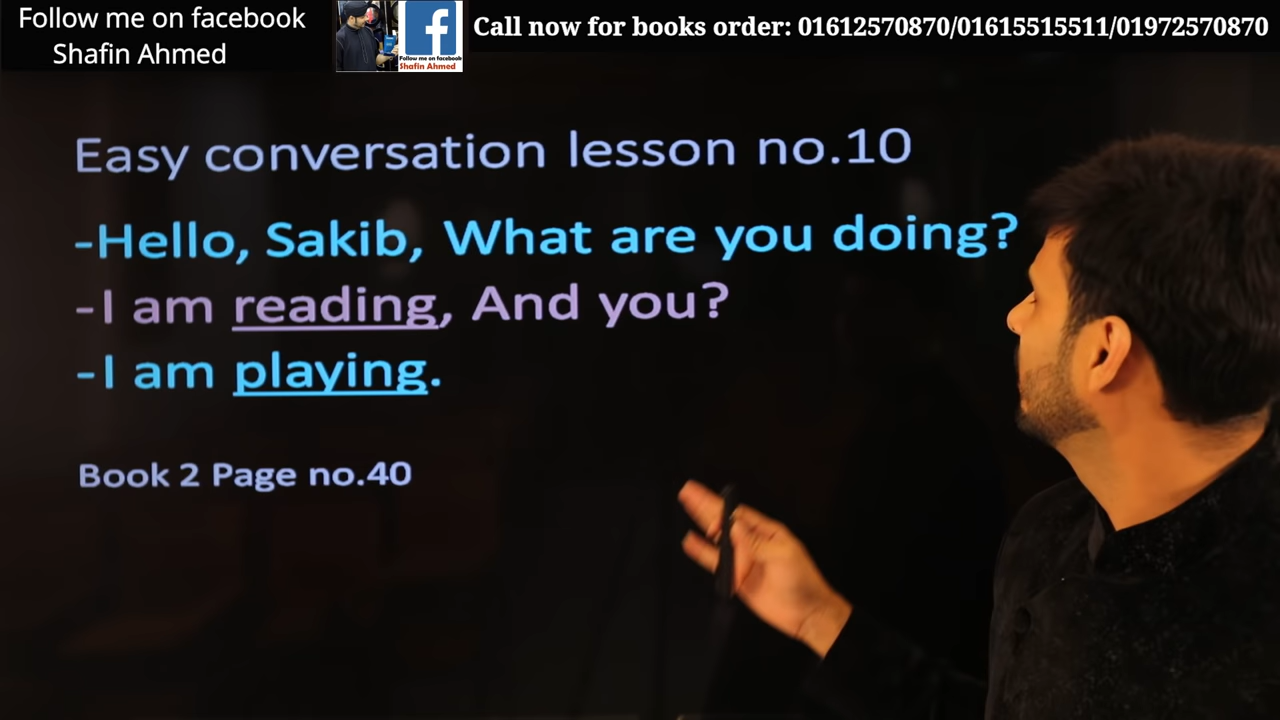 Follow me on facebook
Shafin Ahmed
Follow me on facebook
Shafin Ahmed
Call now for books order: 01612570870/01615515511/01972570870
Easy conversation lesson no.10
-Hello, Sakib, What are you doing?
-I am reading, And you?
-I am playing.
Book 2 Page no.40